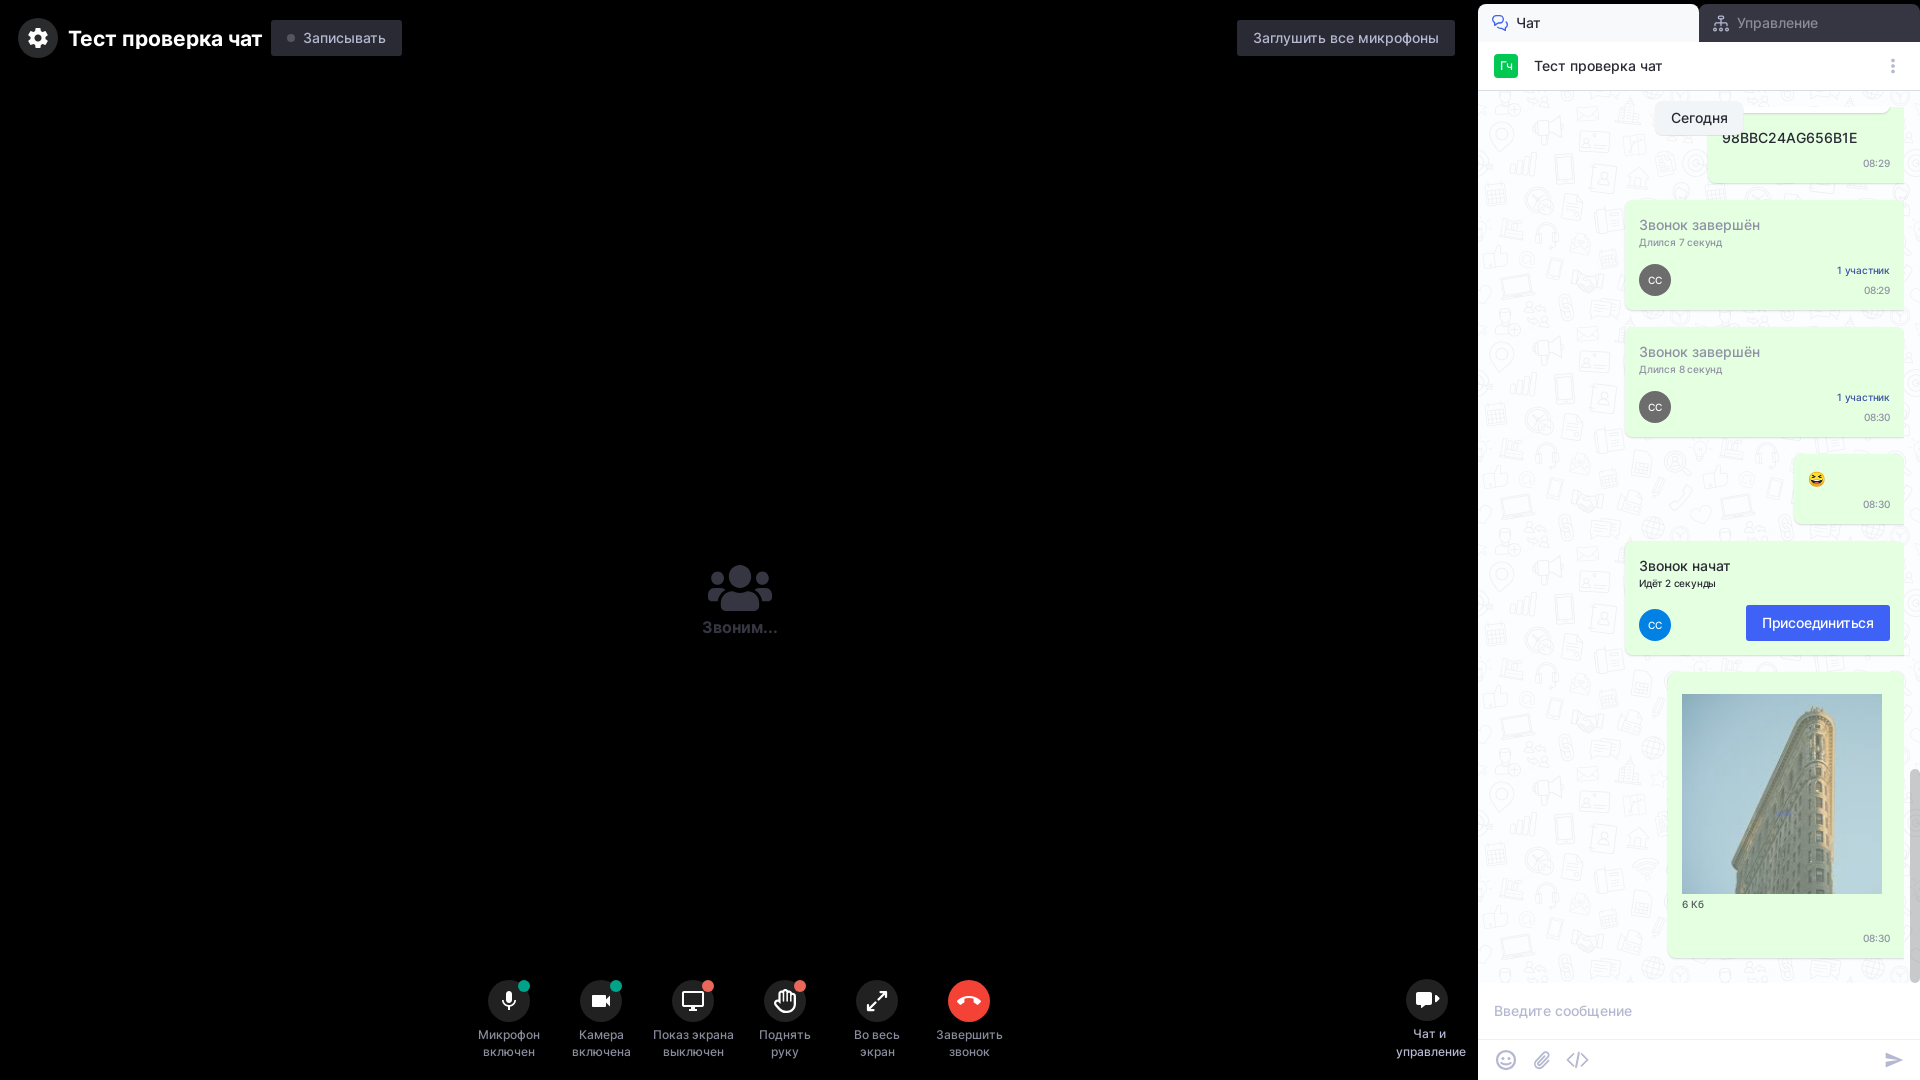 Тест проверка чат
Записывать
Заглушить все микрофоны
Звоним...
Микрофон
включен
Камера
включена
Показ экрана
выключен
Поднять
руку
Во весь
экран
Завершить
звонок
Чат и
управление
Чат
Управление
Гч
Тест проверка чат
Сегодня
98BBC24AG656B1E
08:29
Звонок завершён
Длился 7 секунд
СС
1 участник
08:29
Звонок завершён
Длился 8 секунд
СС
1 участник
08:30
08:30
Звонок начат
Идёт 2 секунды
СС
Присоединиться
6 Кб
08:30
Введите сообщение